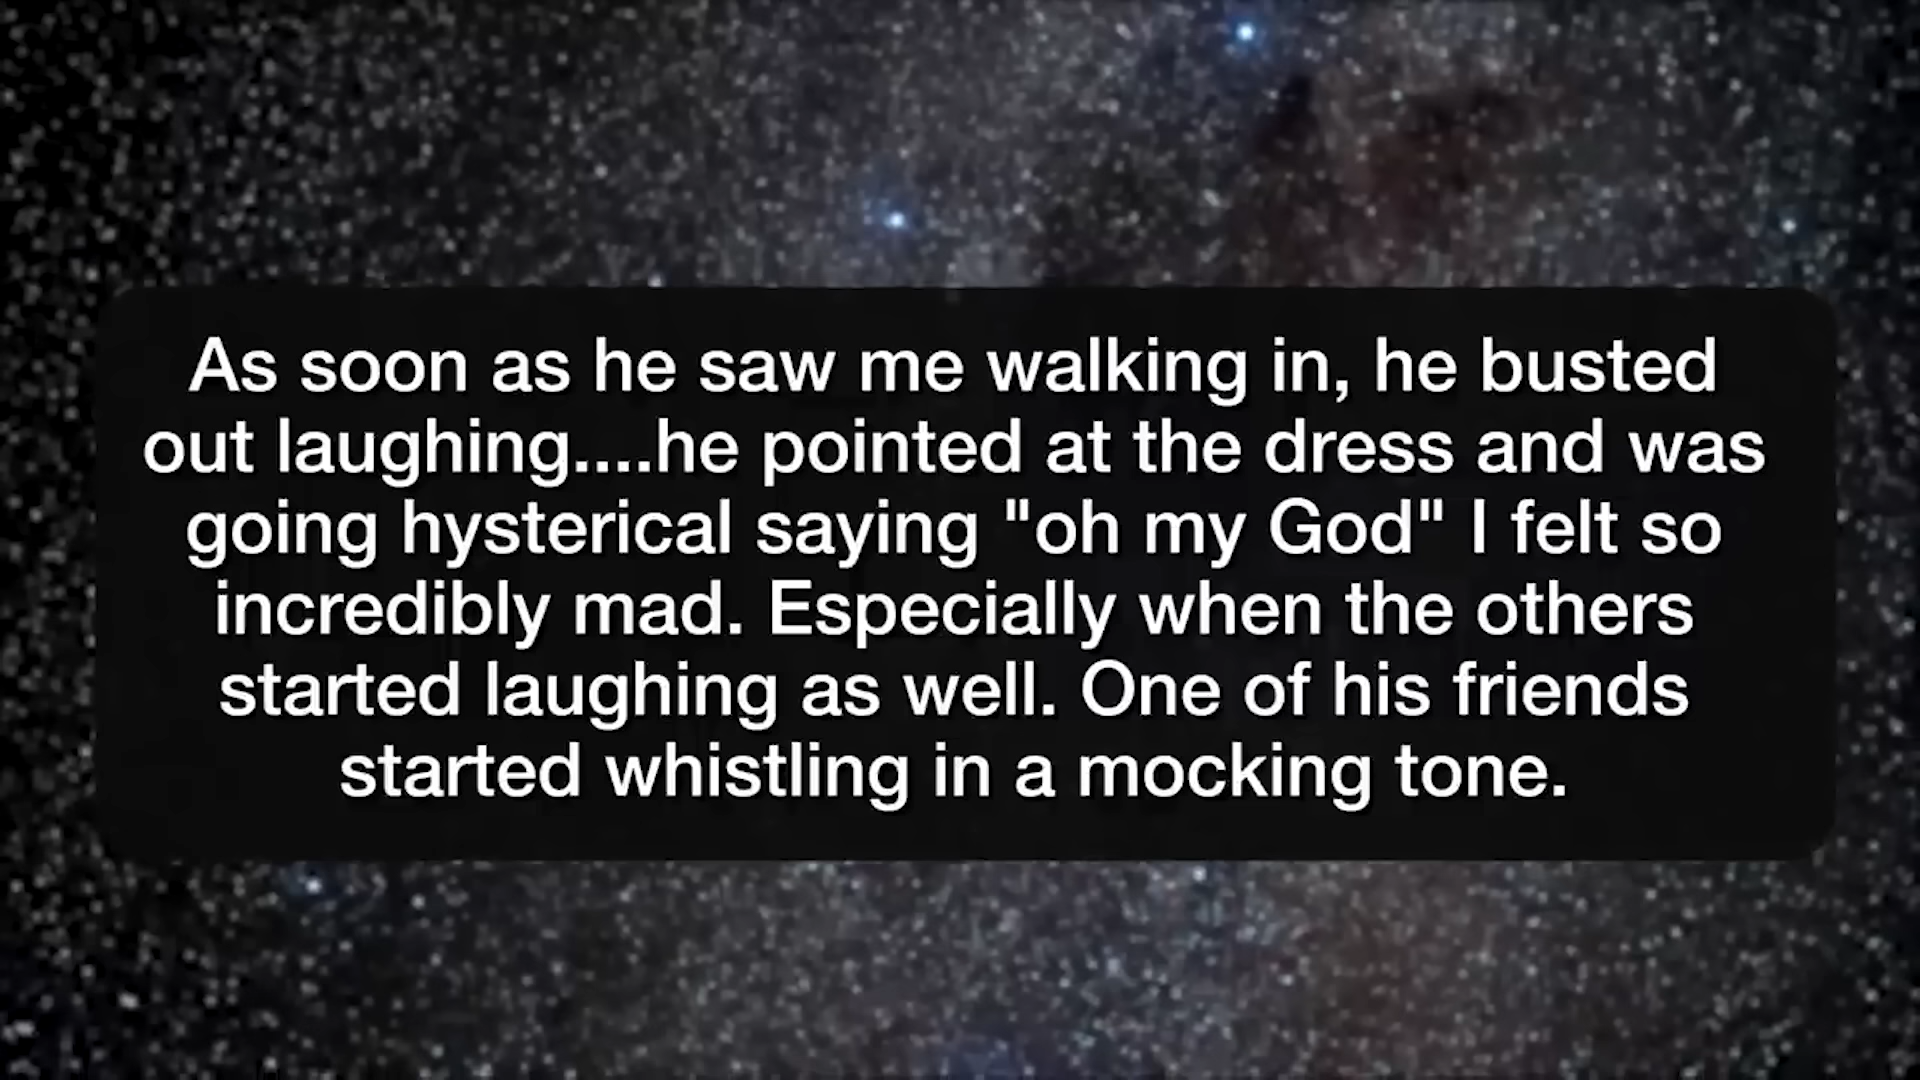 As soon as he saw me walking in, he busted
out laughing....he pointed at the dress and was
going hysterical saying "oh my God" I felt so
incredibly mad. Especially when the others
started laughing as well. One of his friends
started whistling in a mocking tone.